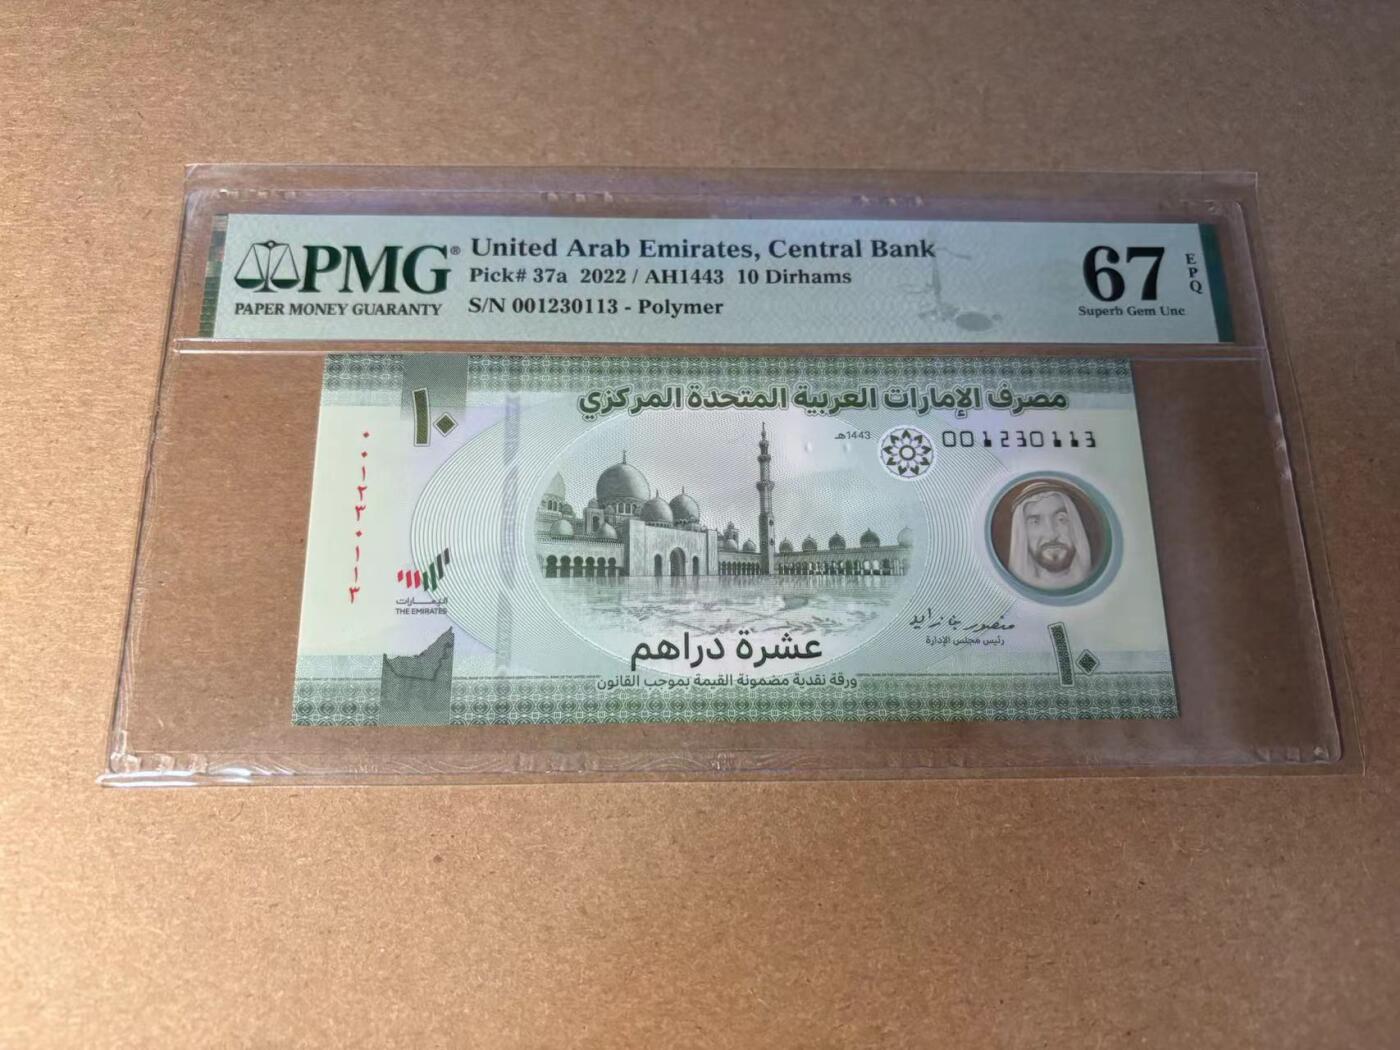 PMG®
PAPER MONEY GUARANTY
United Arab Emirates, Central Bank
Pick# 37a 2022 / AH1443 10 Dirhams
S/N 001230113 - Polymer
67
EPQ
Superb Gem Unc
مصرف الإمارات العربية المتحدة المركزي
١٠
1443هـ
001230113
٠٠١٢٣٠١١٣
الإمارات
THE EMIRATES
رئيس مجلس الإدارة
عشرة دراهم
ورقة نقدية مضمونة القيمة بموجب القانون
١٠